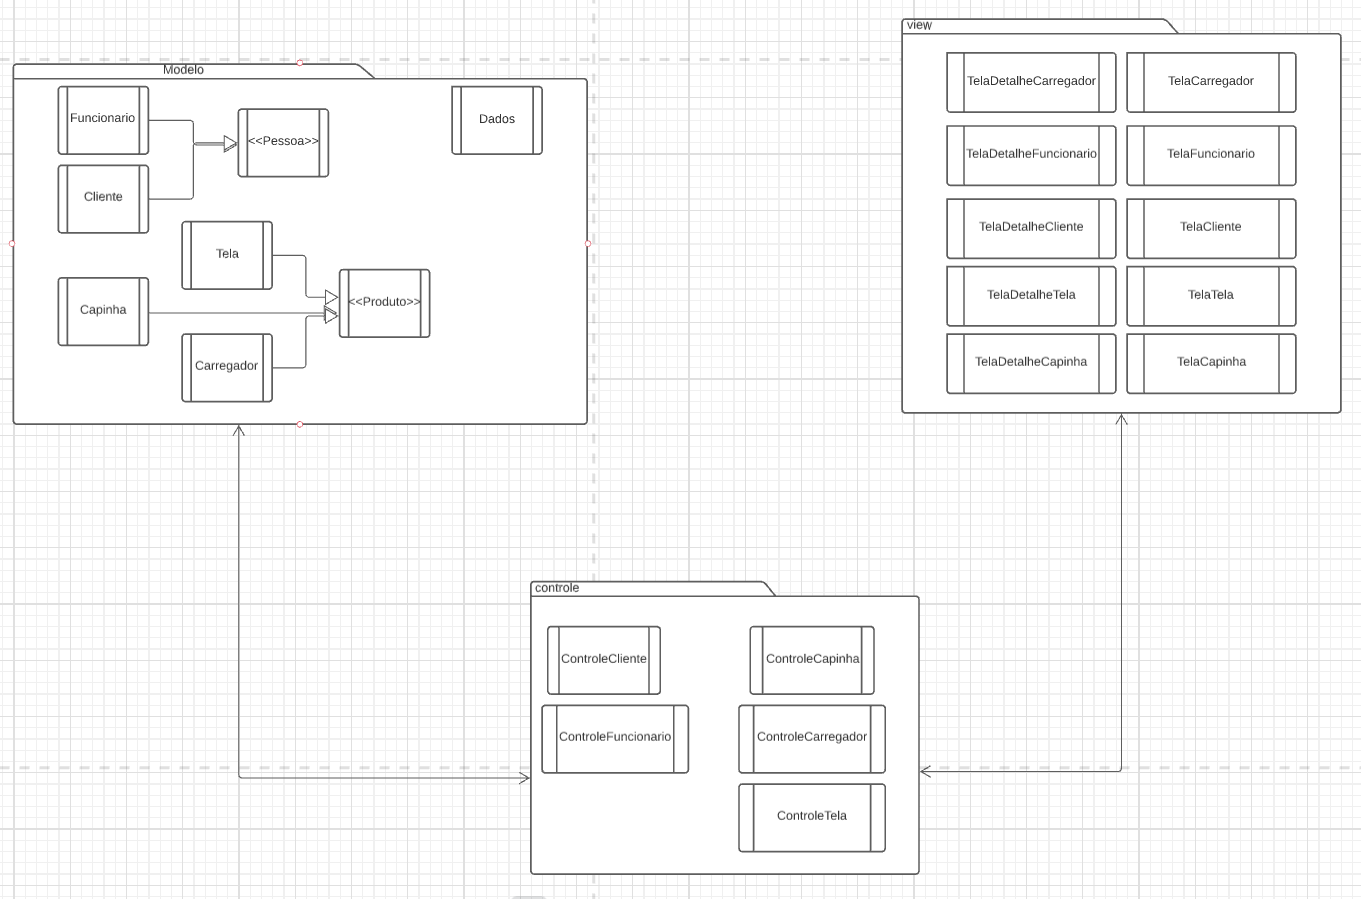 Modelo
Funcionario
<<Pessoa>>
Dados
Cliente
Tela
Capinha
<<Produto>>
Carregador
view
TelaDetalheCarregador
TelaCarregador
TelaDetalheFuncionario
TelaFuncionario
TelaDetalheCliente
TelaCliente
TelaDetalheTela
TelaTela
TelaDetalheCapinha
TelaCapinha
controle
ControleCliente
ControleCapinha
ControleFuncionario
ControleCarregador
ControleTela